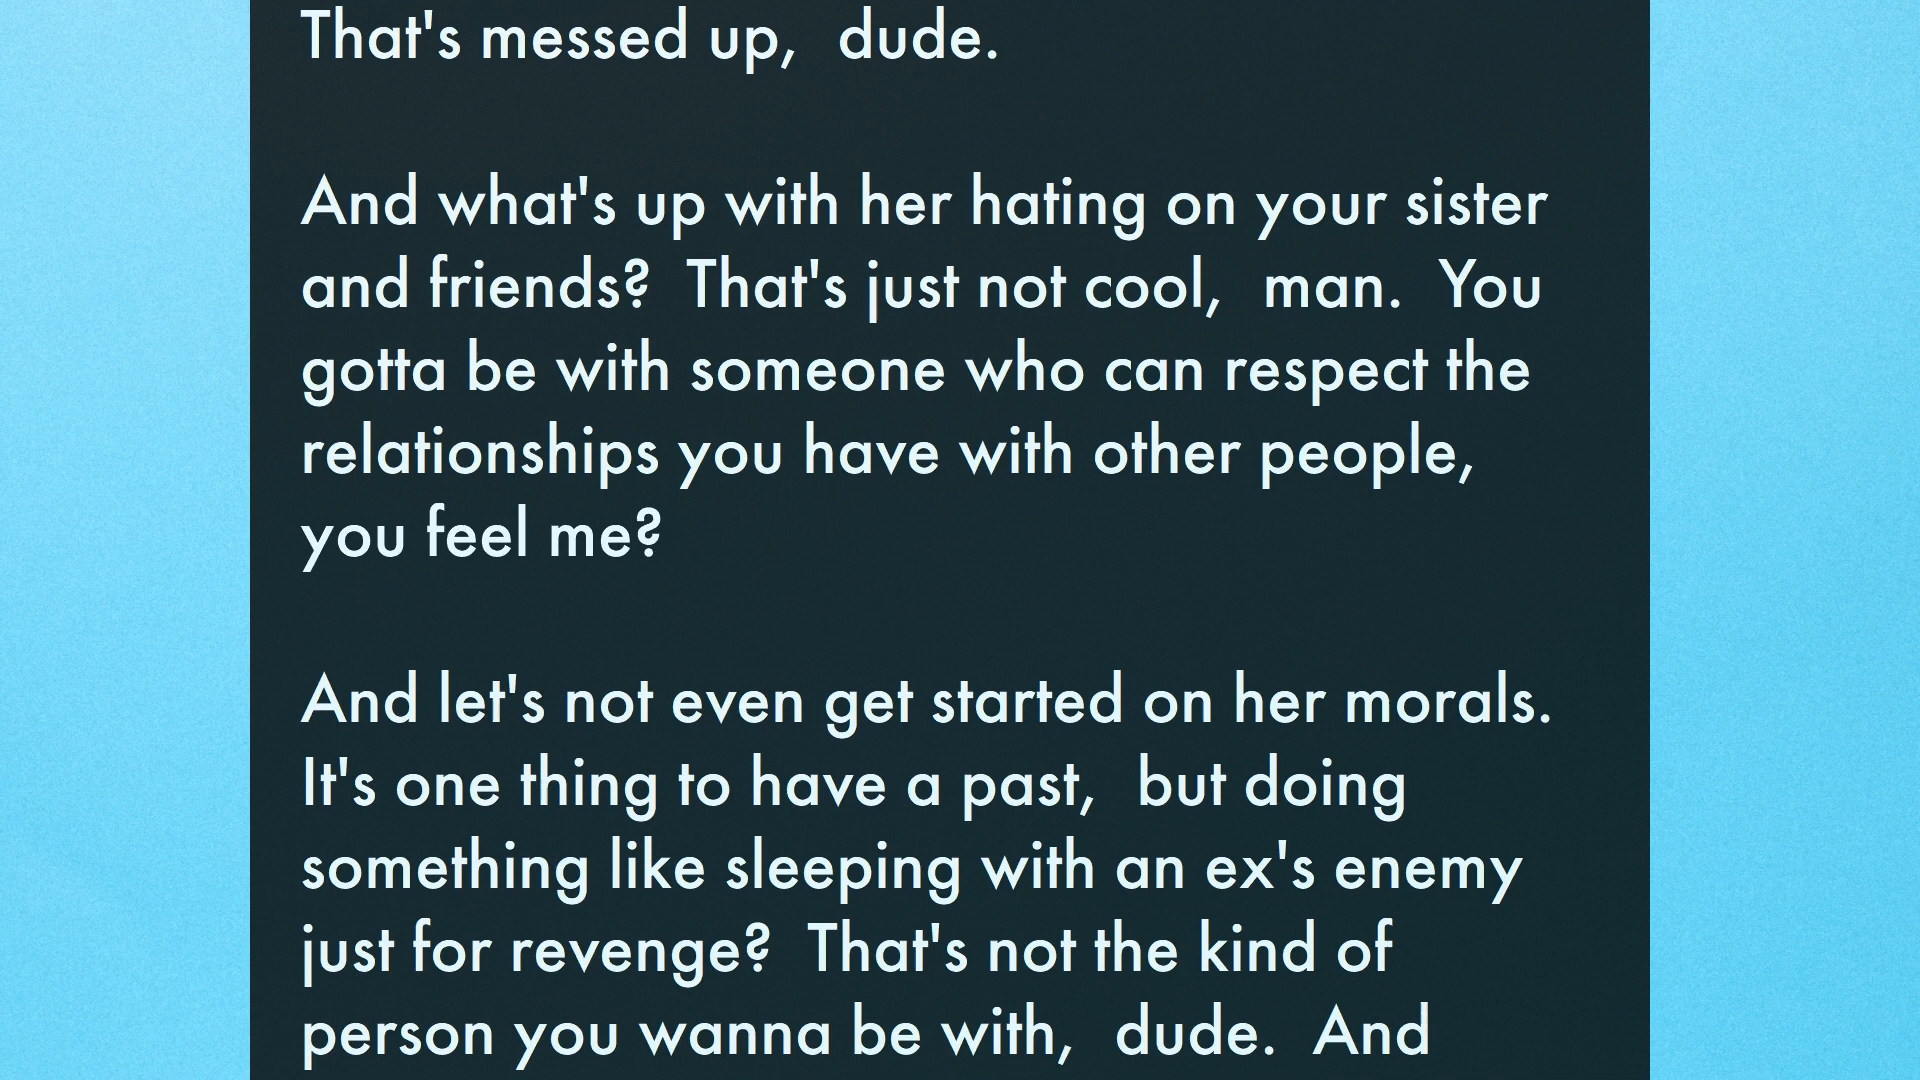 That's messed up,  dude.
And what's up with her hating on your sister
and friends?  That's just not cool,  man.  You
gotta be with someone who can respect the
relationships you have with other people,
you feel me?
And let's not even get started on her morals.
It's one thing to have a past,  but doing
something like sleeping with an ex's enemy
just for revenge?  That's not the kind of
person you wanna be with,  dude.  And